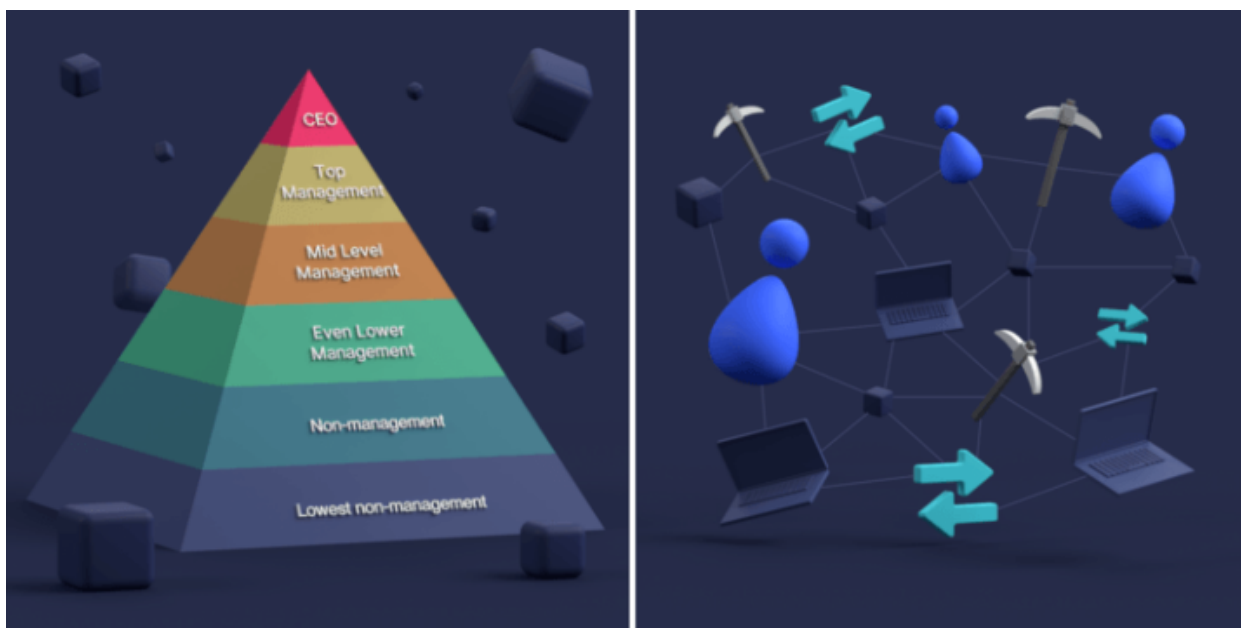 CEO
Top
Management
Mid Level
Management
Even Lower
Management
Non-management
Lowest non-management